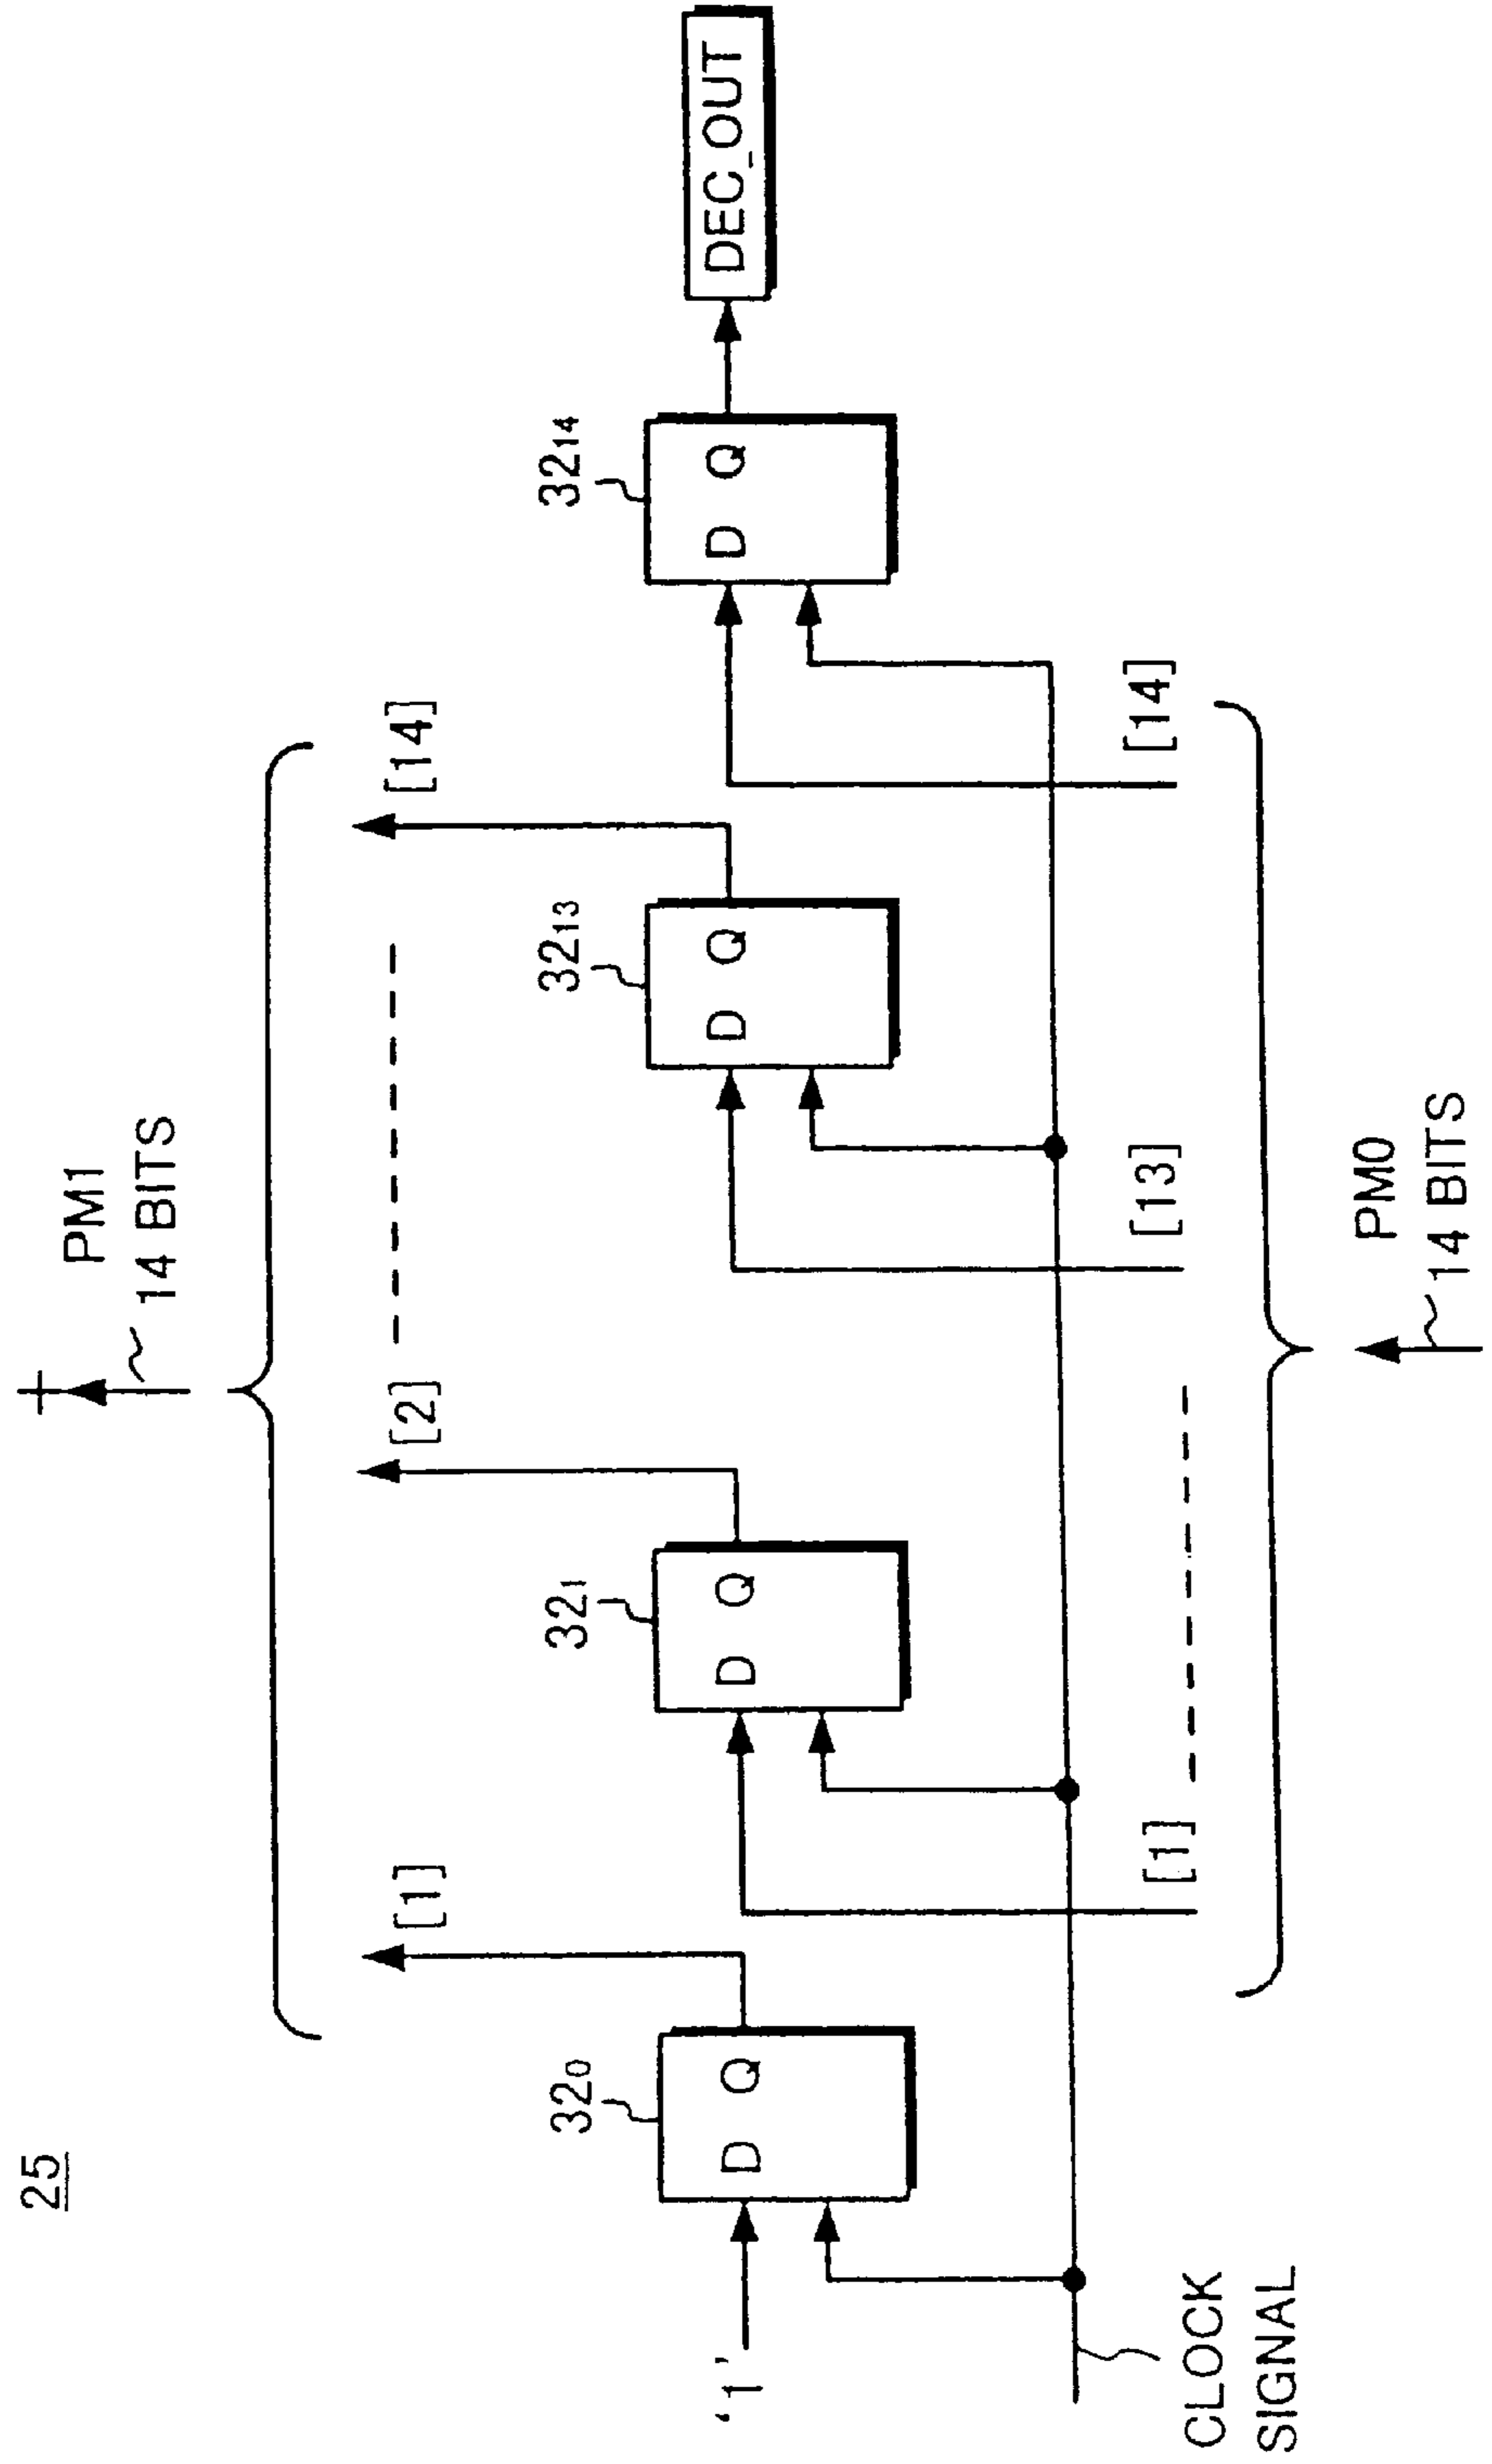 25
PM1
14 BITS
[1]
[2]
[14]
32₀
32₁
32₁₃
32₁₄
'1'
D Q
D Q
D Q
D Q
DEC_OUT
[1]
[13]
[14]
CLOCK
SIGNAL
PM0
14 BITS